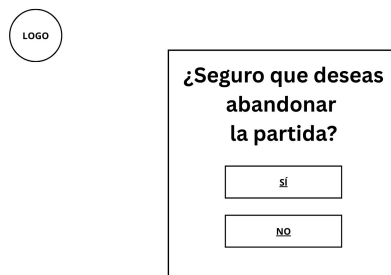 LOGO
¿Seguro que deseas
abandonar
la partida?
SÍ
NO